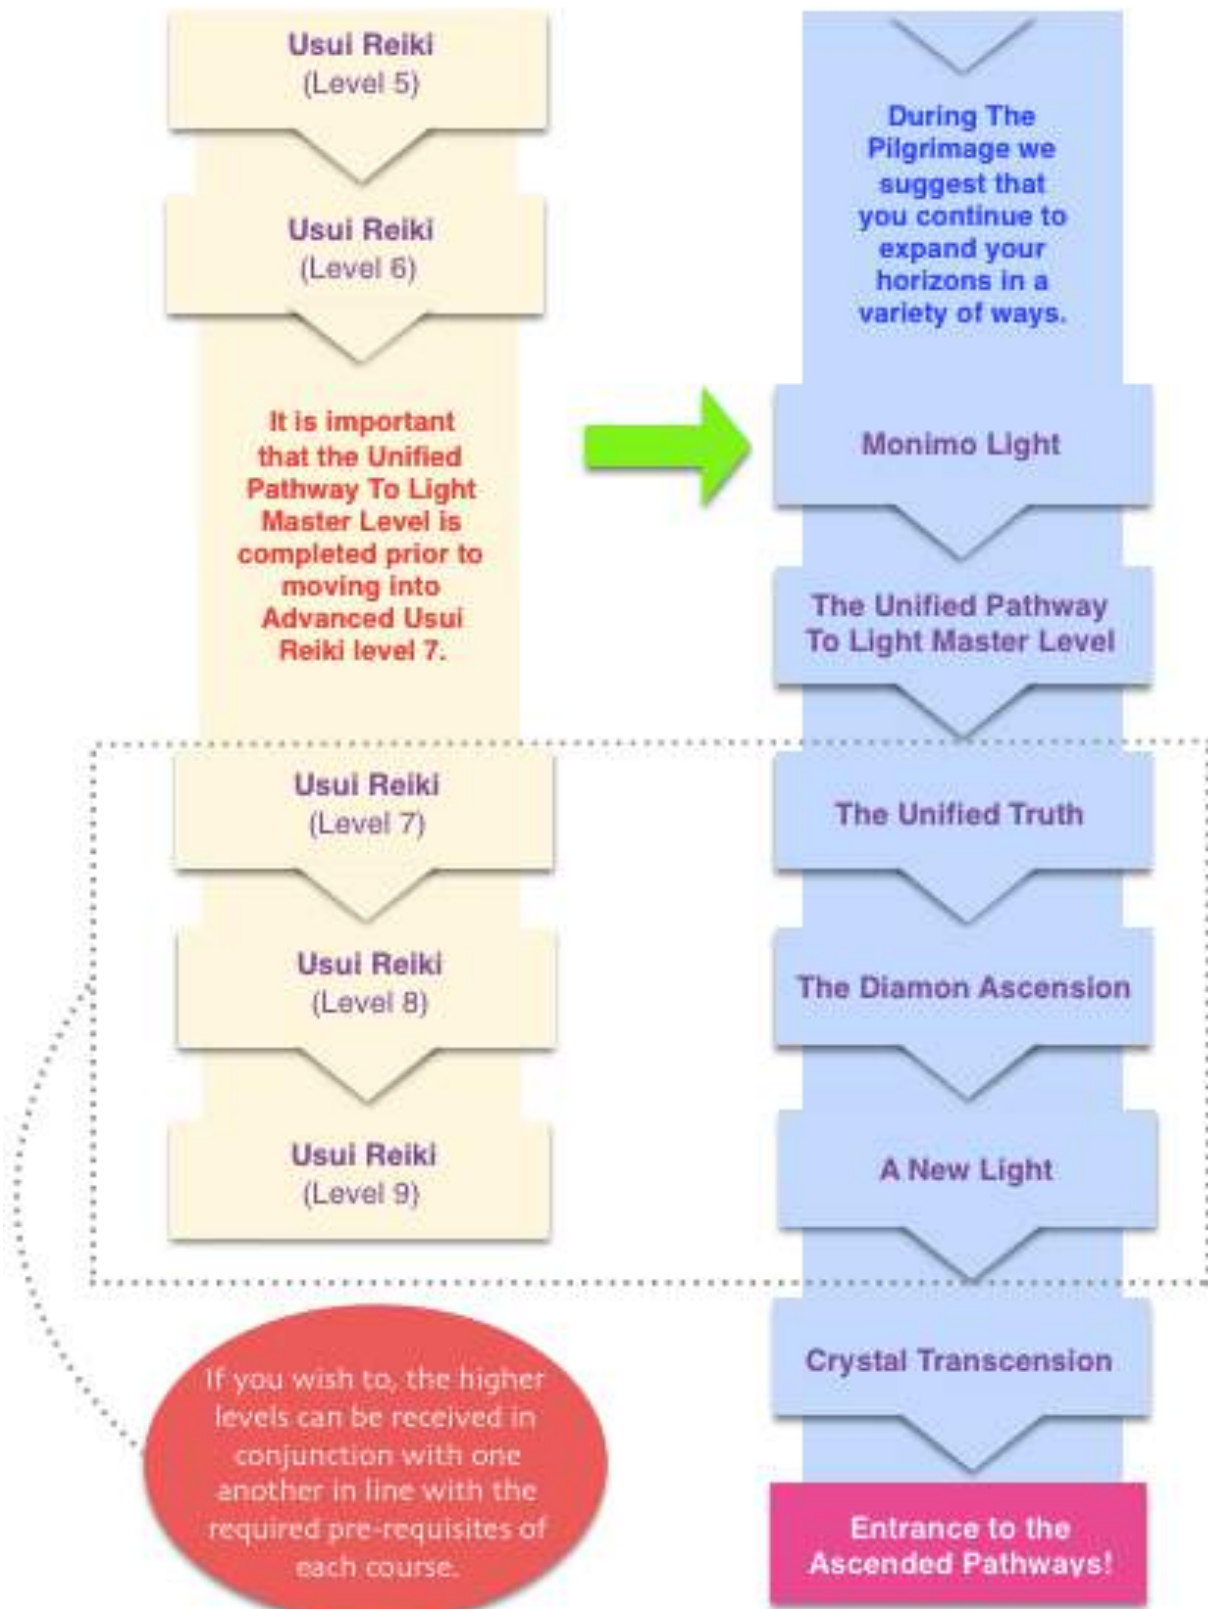 Usui Reiki
(Level 5)
Usui Reiki
(Level 6)
It is important
that the Unified
Pathway To Light
Master Level is
completed prior to
moving into
Advanced Usui
Reiki level 7.
Usui Reiki
(Level 7)
Usui Reiki
(Level 8)
Usui Reiki
(Level 9)
If you wish to, the higher
levels can be received in
conjunction with one
another in line with the
required pre-requisites of
each course.
During The
Pilgrimage we
suggest that
you continue to
expand your
horizons in a
variety of ways.
Monimo Light
The Unified Pathway
To Light Master Level
The Unified Truth
The Diamon Ascension
A New Light
Crystal Transcension
Entrance to the
Ascended Pathways!